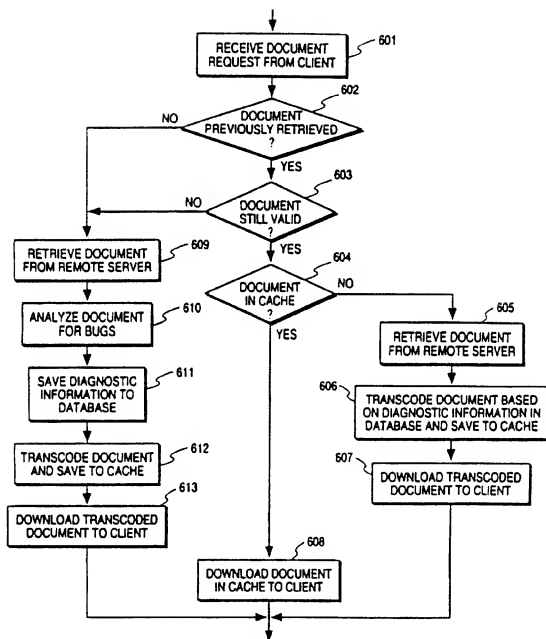 RECEIVE DOCUMENT
REQUEST FROM CLIENT
601
602
DOCUMENT
PREVIOUSLY RETRIEVED
?
NO
YES
603
DOCUMENT
STILL VALID
?
NO
YES
604
DOCUMENT
IN CACHE
?
NO
YES
609
RETRIEVE DOCUMENT
FROM REMOTE SERVER
610
ANALYZE DOCUMENT
FOR BUGS
611
SAVE DIAGNOSTIC
INFORMATION TO
DATABASE
612
TRANSCODE DOCUMENT
AND SAVE TO CACHE
613
DOWNLOAD TRANSCODED
DOCUMENT TO CLIENT
605
RETRIEVE DOCUMENT
FROM REMOTE SERVER
606
TRANSCODE DOCUMENT BASED
ON DIAGNOSTIC INFORMATION IN
DATABASE AND SAVE TO CACHE
607
DOWNLOAD TRANSCODED
DOCUMENT TO CLIENT
608
DOWNLOAD DOCUMENT
IN CACHE TO CLIENT